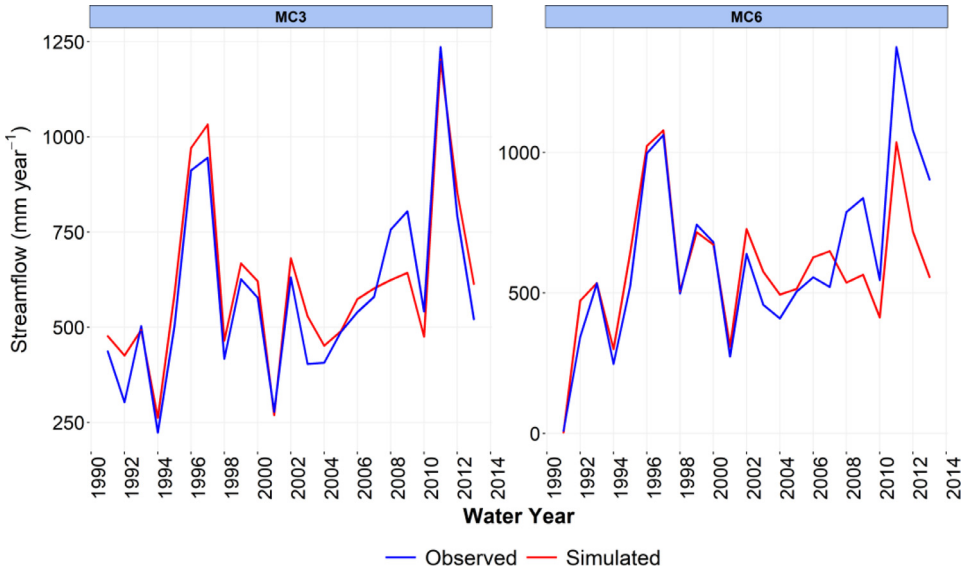 MC3
MC6
Streamflow (mm year⁻¹)
1250
1000
750
500
250
1000
500
0
1990 1992 1994 1996 1998 2000 2002 2004 2006 2008 2010 2012 2014
1990 1992 1994 1996 1998 2000 2002 2004 2006 2008 2010 2012 2014
Water Year
Observed Simulated